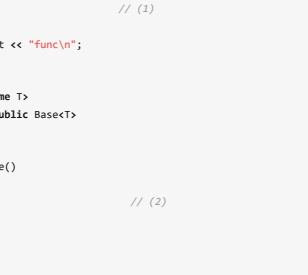 // (1)
t << "func\n";
me T>
ublic Base<T>
e()
// (2)